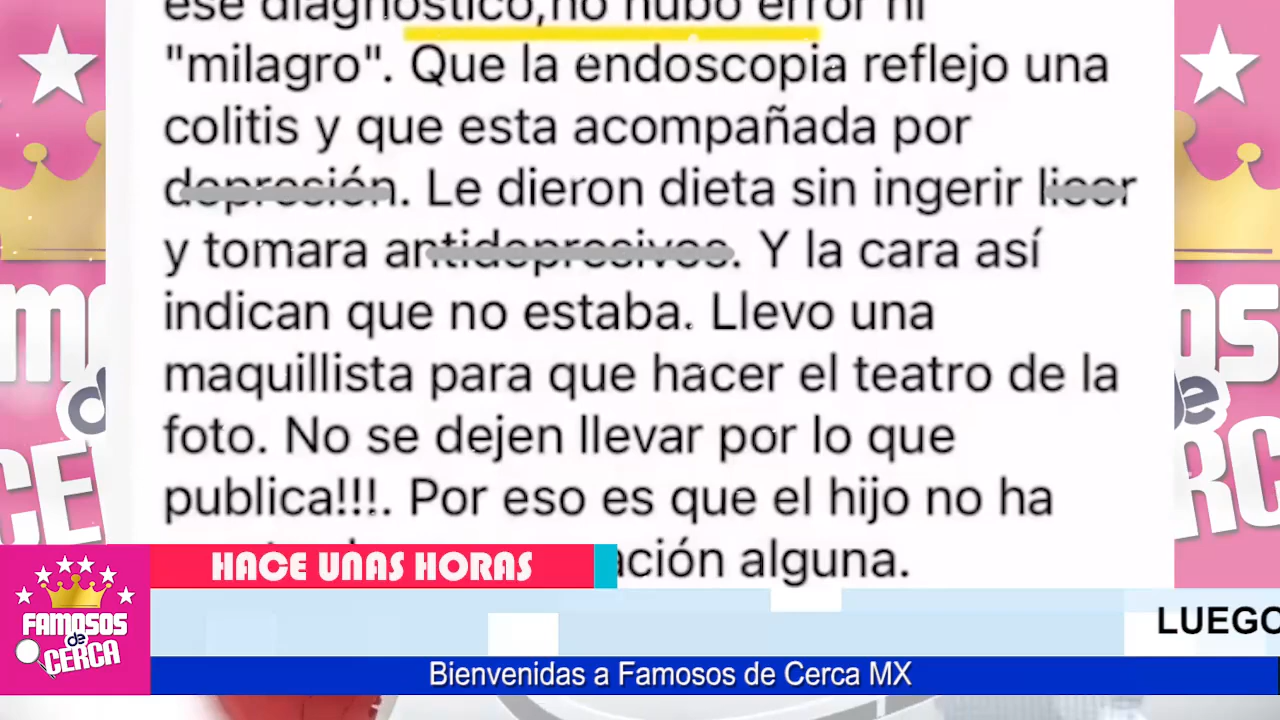 ese diagnóstico,no hubo error ni
"milagro". Que la endoscopia reflejo una
colitis y que esta acompañada por
depresión. Le dieron dieta sin ingerir licor
y tomara antidepresivos. Y la cara así
indican que no estaba. Llevo una
maquillista para que hacer el teatro de la
foto. No se dejen llevar por lo que
publica!!!. Por eso es que el hijo no ha
ación alguna.
HACE UNAS HORAS
FAMOSOS
de
CERCA
LUEGO
Bienvenidas a Famosos de Cerca MX